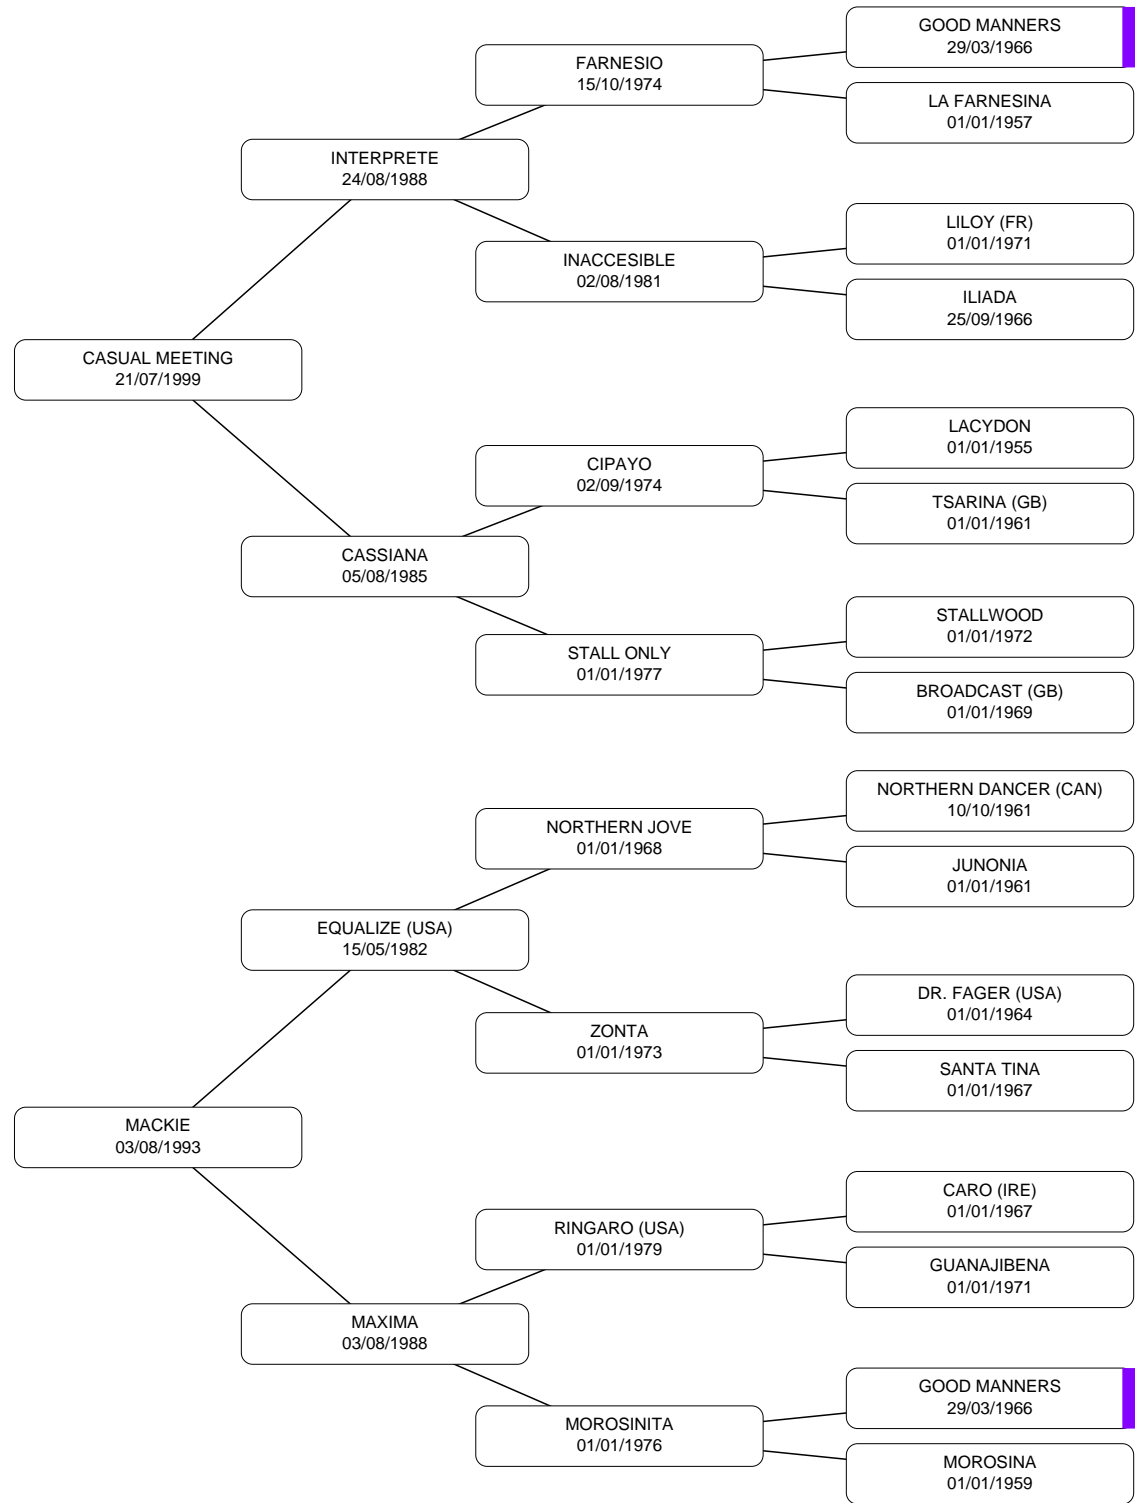 GOOD MANNERS
29/03/1966
FARNESIO
15/10/1974
LA FARNESINA
01/01/1957
INTERPRETE
24/08/1988
LILOY (FR)
01/01/1971
INACCESIBLE
02/08/1981
ILIADA
25/09/1966
CASUAL MEETING
21/07/1999
LACYDON
01/01/1955
CIPAYO
02/09/1974
TSARINA (GB)
01/01/1961
CASSIANA
05/08/1985
STALLWOOD
01/01/1972
STALL ONLY
01/01/1977
BROADCAST (GB)
01/01/1969
NORTHERN DANCER (CAN)
10/10/1961
NORTHERN JOVE
01/01/1968
JUNONIA
01/01/1961
EQUALIZE (USA)
15/05/1982
DR. FAGER (USA)
01/01/1964
ZONTA
01/01/1973
SANTA TINA
01/01/1967
MACKIE
03/08/1993
CARO (IRE)
01/01/1967
RINGARO (USA)
01/01/1979
GUANAJIBENA
01/01/1971
MAXIMA
03/08/1988
GOOD MANNERS
29/03/1966
MOROSINITA
01/01/1976
MOROSINA
01/01/1959